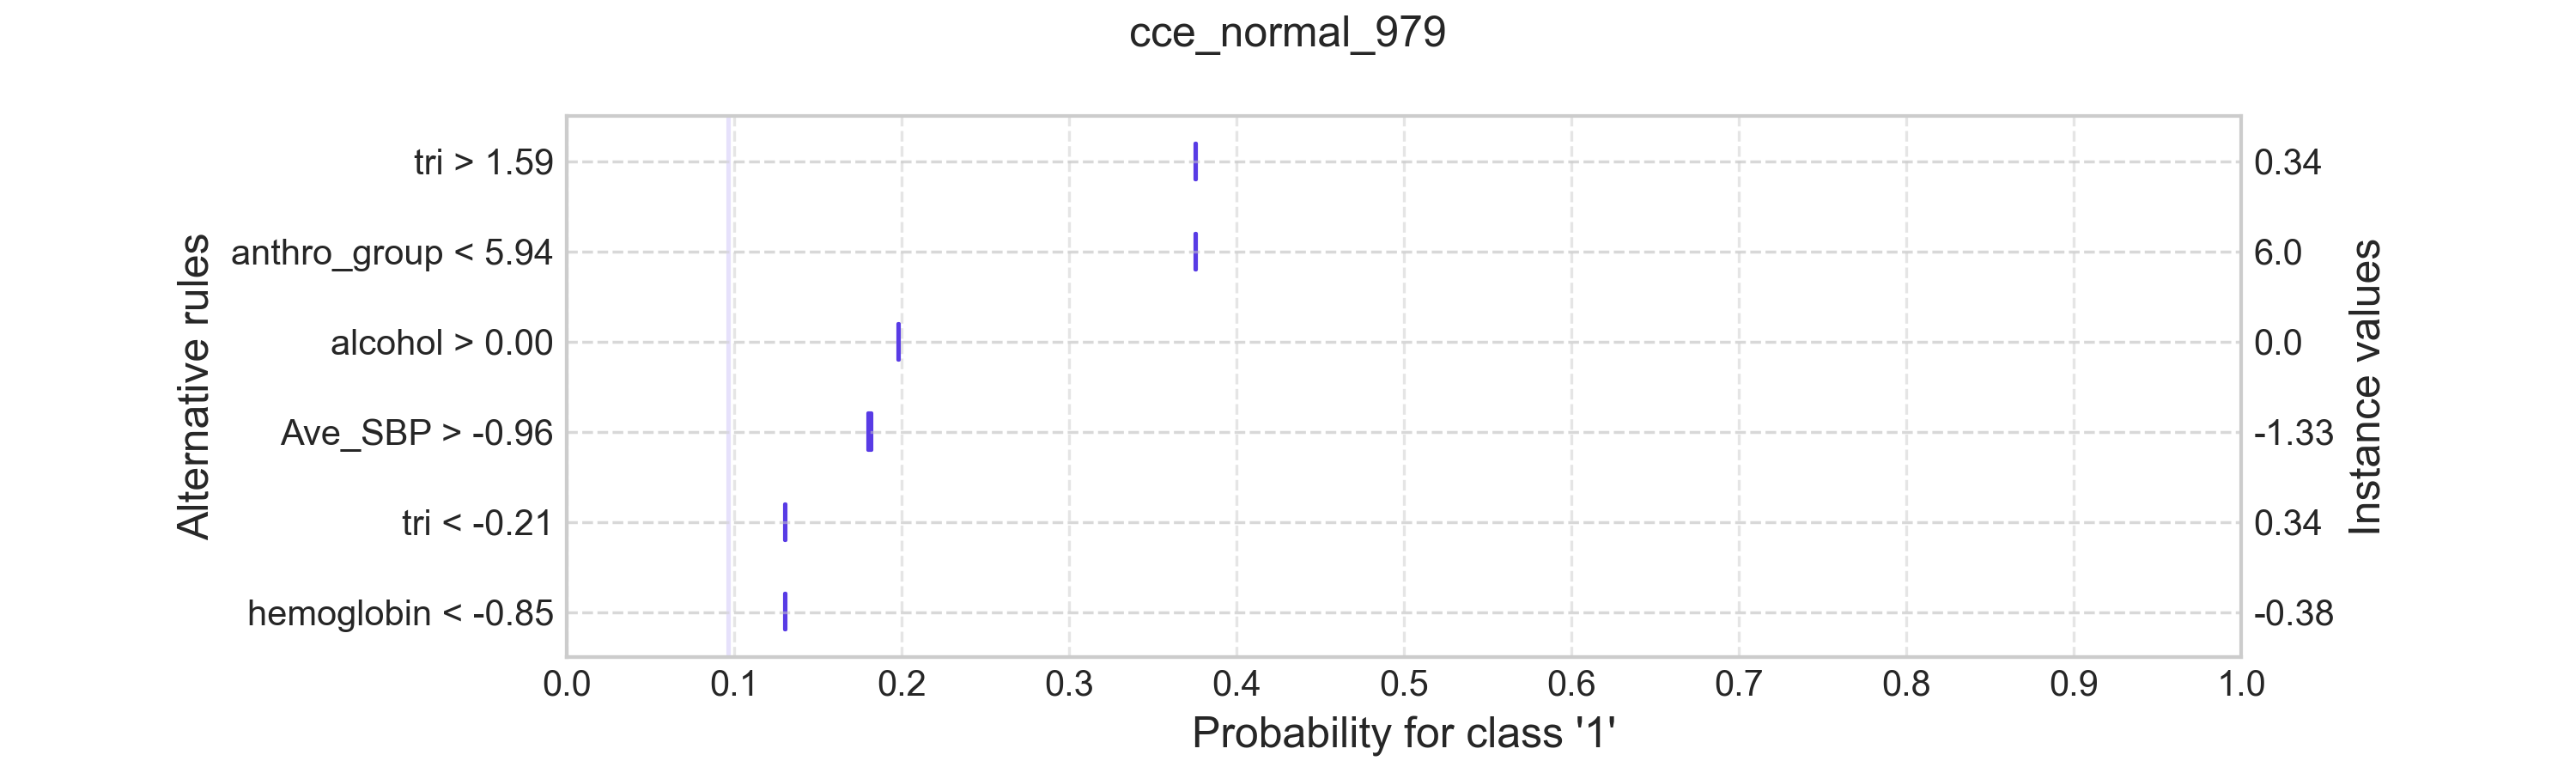 cce_normal_979
Alternative rules
tri > 1.59
0.34
anthro_group < 5.94
6.0
alcohol > 0.00
0.0
Ave_SBP > -0.96
-1.33
tri < -0.21
0.34
hemoglobin < -0.85
-0.38
Instance values
0.0 0.1 0.2 0.3 0.4 0.5 0.6 0.7 0.8 0.9 1.0
Probability for class '1'